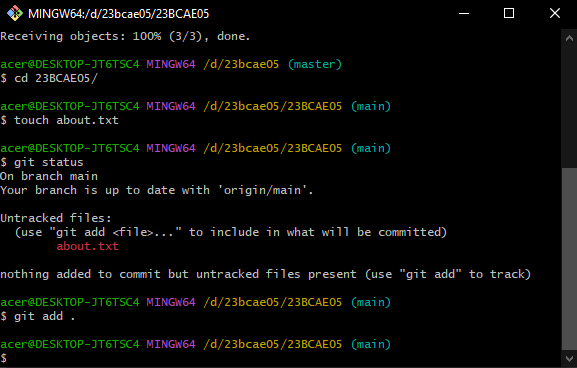 MINGW64:/d/23bcae05/23BCAE05
Receiving objects: 100% (3/3), done.
acer@DESKTOP-JT6TSC4 MINGW64 /d/23bcae05 (master)
$ cd 23BCAE05/
acer@DESKTOP-JT6TSC4 MINGW64 /d/23bcae05/23BCAE05 (main)
$ touch about.txt
acer@DESKTOP-JT6TSC4 MINGW64 /d/23bcae05/23BCAE05 (main)
$ git status
On branch main
Your branch is up to date with 'origin/main'.
Untracked files:
(use "git add <file>..." to include in what will be committed)
about.txt
nothing added to commit but untracked files present (use "git add" to track)
acer@DESKTOP-JT6TSC4 MINGW64 /d/23bcae05/23BCAE05 (main)
$ git add .
acer@DESKTOP-JT6TSC4 MINGW64 /d/23bcae05/23BCAE05 (main)
$